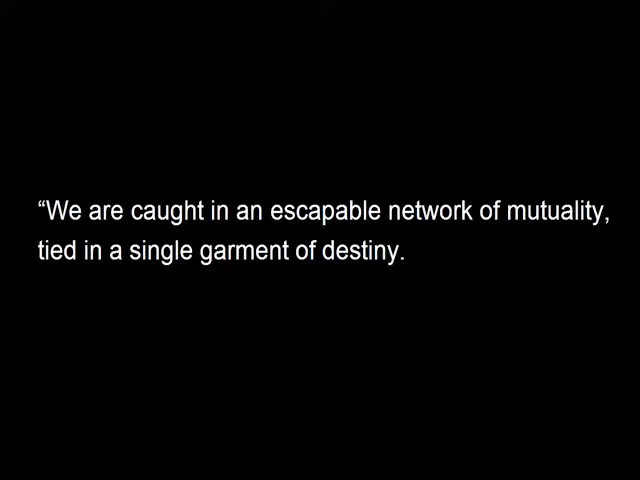 “We are caught in an escapable network of mutuality,
tied in a single garment of destiny.